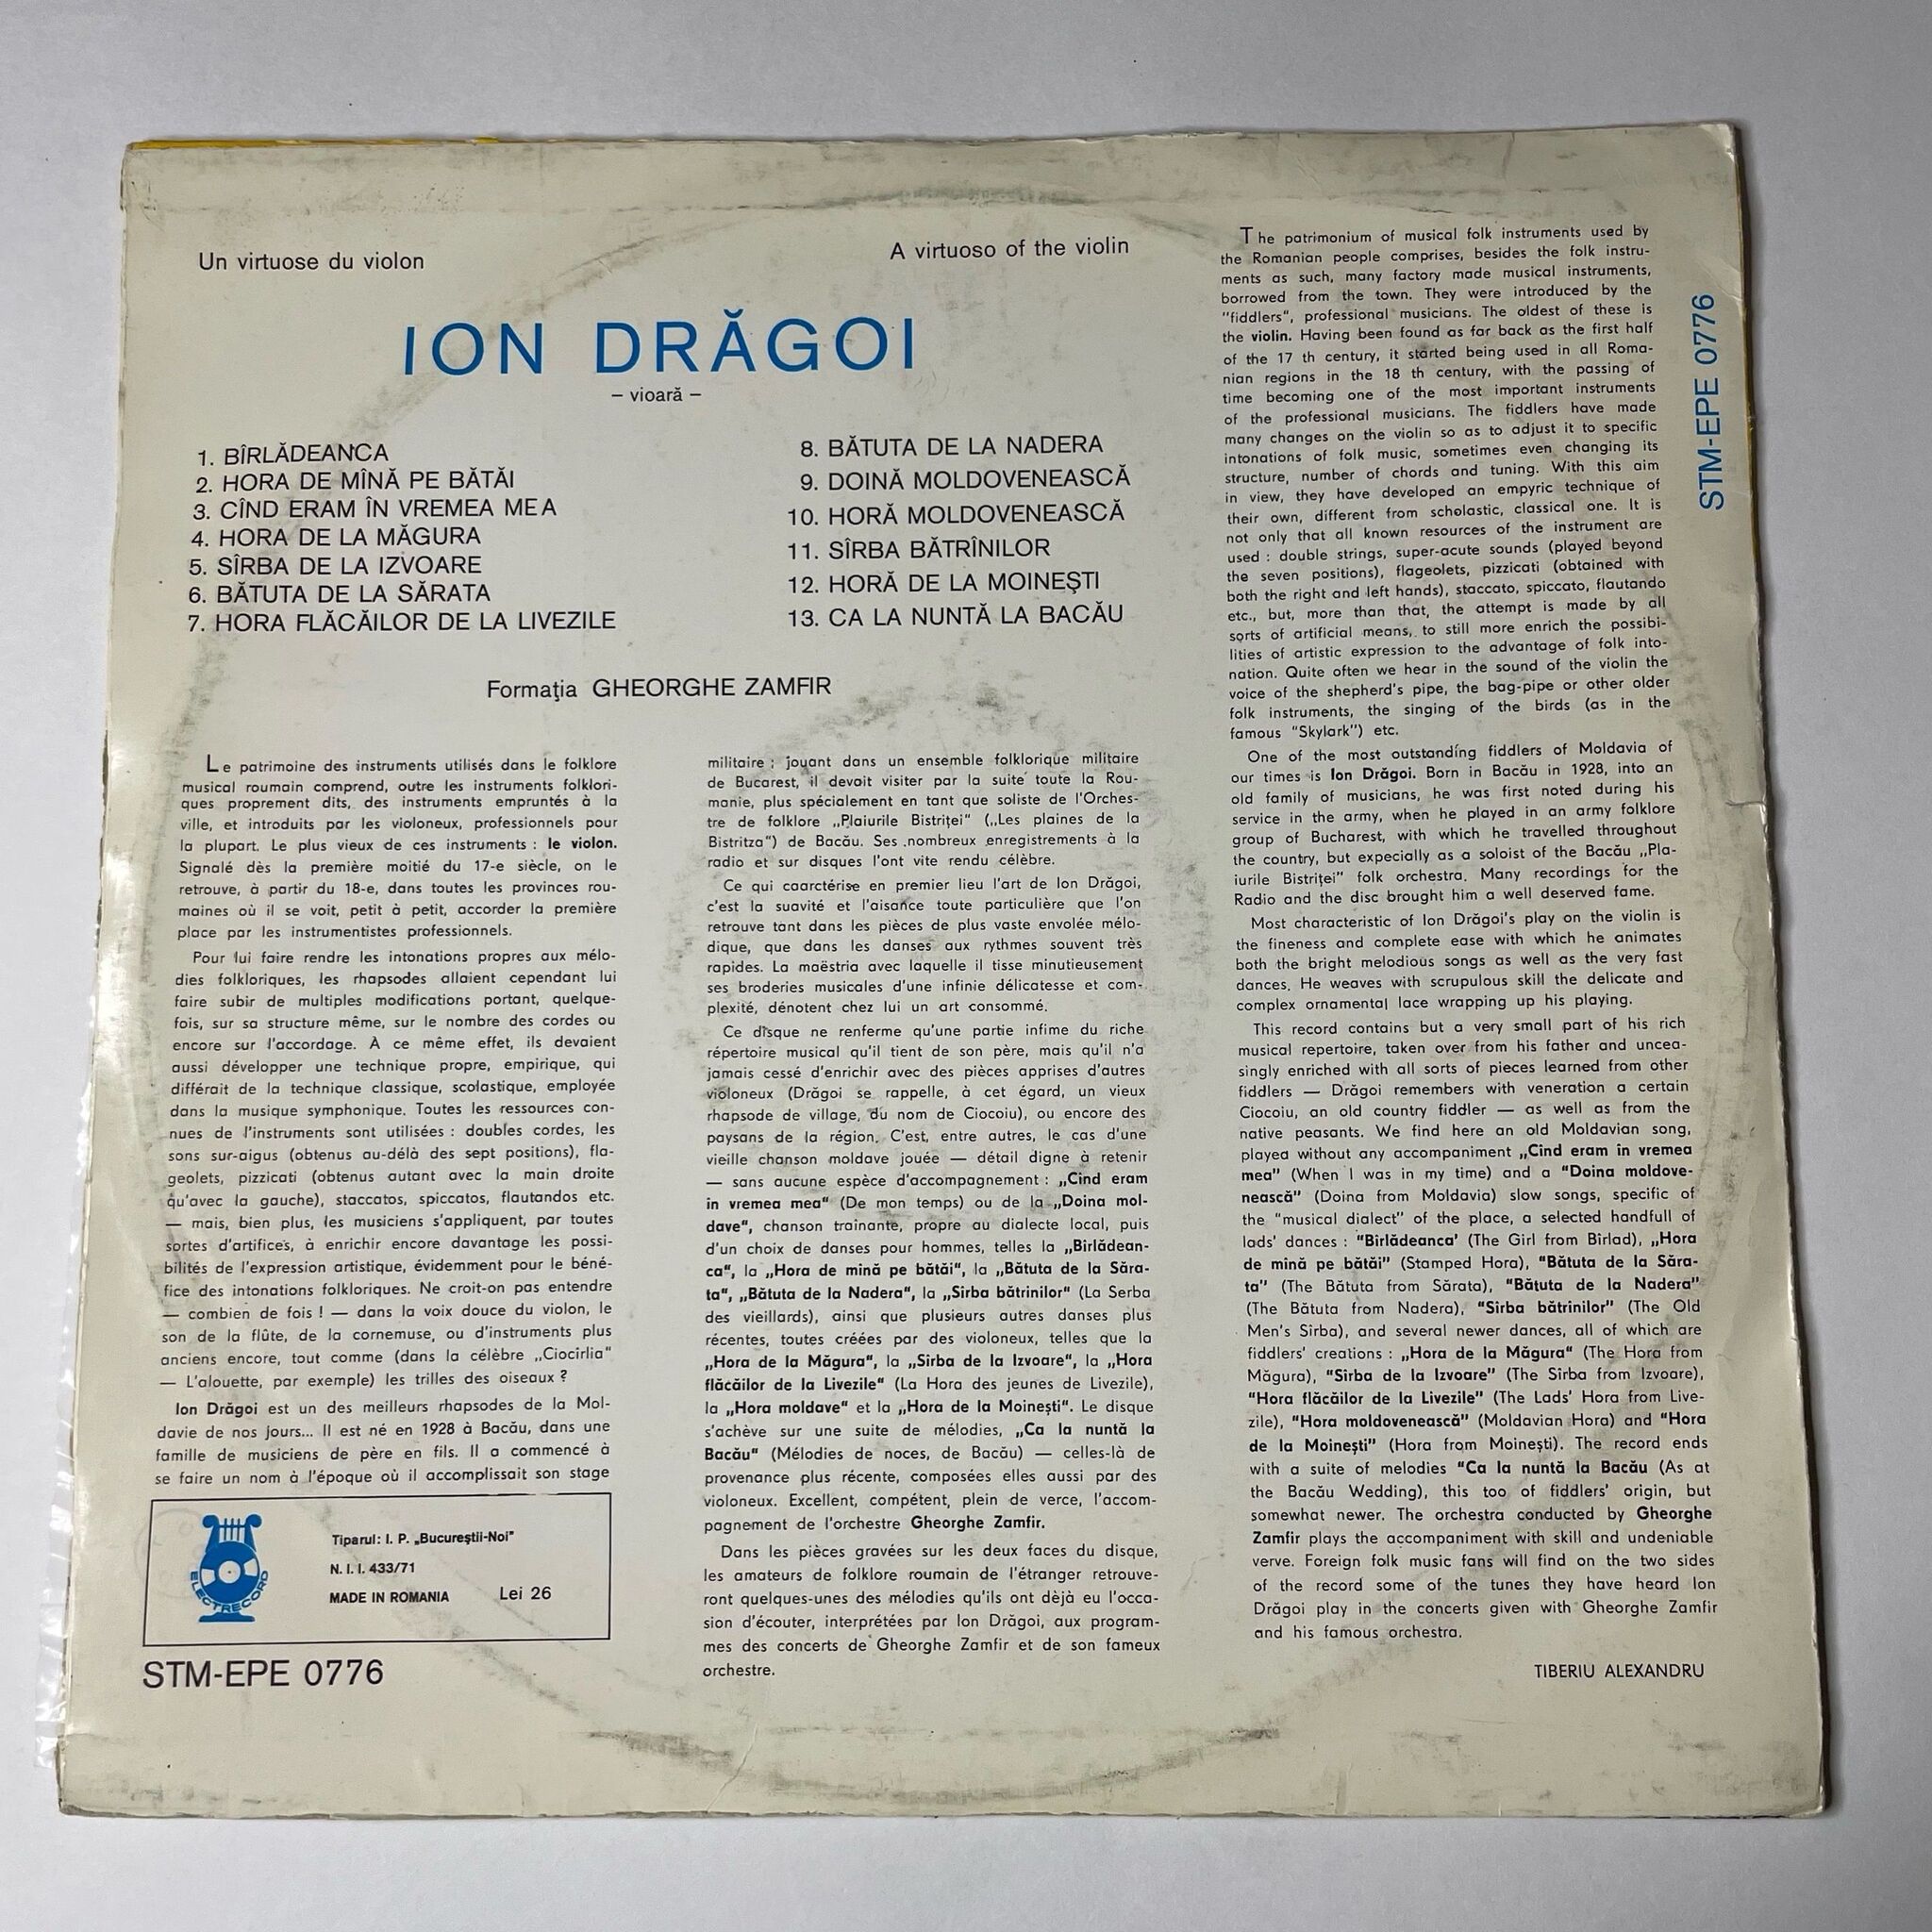 Un virtuose du violon
A virtuoso of the violin
ION DRĂGOI
– vioară –
1. BÎRLĂDEANCA
2. HORA DE MÎNĂ PE BĂTĂI
3. CÎND ERAM ÎN VREMEA MEA
4. HORA DE LA MĂGURA
5. SÎRBA DE LA IZVOARE
6. BĂTUTA DE LA SĂRATA
7. HORA FLĂCĂILOR DE LA LIVEZILE
8. BĂTUTA DE LA NADERA
9. DOINĂ MOLDOVENEASCĂ
10. HORĂ MOLDOVENEASCĂ
11. SÎRBA BĂTRÎNILOR
12. HORĂ DE LA MOINEŞTI
13. CA LA NUNTĂ LA BACĂU
Formaţia GHEORGHE ZAMFIR
Le patrimoine des instruments utilisés dans le folklore
musical roumain comprend, outre les instruments folklori-
ques proprement dits, des instruments empruntés à la
ville, et introduits par les violoneux, professionnels pour
la plupart. Le plus vieux de ces instruments : le violon.
Signalé dès la première moitié du 17-e siècle, on le
retrouve, à partir du 18-e, dans toutes les provinces rou-
maines où il se voit, petit à petit, accorder la première
place par les instrumentistes professionnels.
Pour lui faire rendre les intonations propres aux mélo-
dies folkloriques, les rhapsodes allaient cependant lui
faire subir de multiples modifications portant, quelque-
fois, sur sa structure même, sur le nombre des cordes ou
encore sur l'accordage. À ce même effet, ils devaient
aussi développer une technique propre, empirique, qui
différait de la technique classique, scolastique, employée
dans la musique symphonique. Toutes les ressources con-
nues de l'instruments sont utilisées : doubles cordes, les
sons sur-aigus (obtenus au-délà des sept positions), fla-
geolets, pizzicati (obtenus autant avec la main droite
qu'avec la gauche), staccatos, spiccatos, flautandos etc.
— mais, bien plus, les musiciens s'appliquent, par toutes
sortes d'artifices, à enrichir encore davantage les possi-
bilités de l'expression artistique, évidemment pour le béné-
fice des intonations folkloriques. Ne croit-on pas entendre
— combien de fois ! — dans la voix douce du violon, le
son de la flûte, de la cornemuse, ou d'instruments plus
anciens encore, tout comme (dans la célèbre „Ciocîrlia"
— L'alouette, par exemple) les trilles des oiseaux ?
Ion Drăgoi est un des meilleurs rhapsodes de la Mol-
davie de nos jours... Il est né en 1928 à Bacău, dans une
famille de musiciens de père en fils. Il a commencé à
se faire un nom à l'époque où il accomplissait son stage
ELECTRECORD
Tiparul: I. P. „Bucureştii-Noi"
N. I. I. 433/71
MADE IN ROMANIA Lei 26
STM-EPE 0776
militaire ; jouant dans un ensemble folklorique militaire
de Bucarest, il devait visiter par la suite toute la Rou-
manie, plus spécialement en tant que soliste de l'Orches-
tre de folklore „Plaiurile Bistriţei" („Les plaines de la
Bistritza") de Bacău. Ses nombreux enregistrements à la
radio et sur disques l'ont vite rendu célèbre.
Ce qui caarctérise en premier lieu l'art de Ion Drăgoi,
c'est la suavité et l'aisance toute particulière que l'on
retrouve tant dans les pièces de plus vaste envolée mélo-
dique, que dans les danses aux rythmes souvent très
rapides. La maëstria avec laquelle il tisse minutieusement
ses broderies musicales d'une infinie délicatesse et com-
plexité, dénotent chez lui un art consommé.
Ce disque ne renferme qu'une partie infime du riche
répertoire musical qu'il tient de son père, mais qu'il n'a
jamais cessé d'enrichir avec des pièces apprises d'autres
violoneux (Drăgoi se rappelle, à cet égard, un vieux
rhapsode de village, du nom de Ciocoiu), ou encore des
paysans de la région. C'est, entre autres, le cas d'une
vieille chanson moldave jouée — détail digne à retenir
— sans aucune espèce d'accompagnement : „Cînd eram
în vremea mea" (De mon temps) ou de la „Doina mol-
dave", chanson traînante, propre au dialecte local, puis
d'un choix de danses pour hommes, telles la „Bîrlădean-
ca", la „Hora de mînă pe bătăi", la „Bătuta de la Săra-
ta", „Bătuta de la Nadera", la „Sîrba bătrînilor" (La Serba
des vieillards), ainsi que plusieurs autres danses plus
récentes, toutes créées par des violoneux, telles que la
„Hora de la Măgura", la „Sîrba de la Izvoare", la „Hora
flăcăilor de la Livezile" (La Hora des jeunes de Livezile),
la „Hora moldave" et la „Hora de la Moineşti". Le disque
s'achève sur une suite de mélodies, „Ca la nuntă la
Bacău" (Mélodies de noces, de Bacău) — celles-là de
provenance plus récente, composées elles aussi par des
violoneux. Excellent, compétent, plein de verce, l'accom-
pagnement de l'orchestre Gheorghe Zamfir.
Dans les pièces gravées sur les deux faces du disque,
les amateurs de folklore roumain de l'étranger retrouve-
ront quelques-unes des mélodies qu'ils ont dèjà eu l'occa-
sion d'écouter, interprétées par Ion Drăgoi, aux program-
mes des concerts de Gheorghe Zamfir et de son fameux
orchestre.
The patrimonium of musical folk instruments used by
the Romanian people comprises, besides the folk instru-
ments as such, many factory made musical instruments,
borrowed from the town. They were introduced by the
"fiddlers", professional musicians. The oldest of these is
the violin. Having been found as far back as the first half
of the 17 th century, it started being used in all Roma-
nian regions in the 18 th century, with the passing of
time becoming one of the most important instruments
of the professional musicians. The fiddlers have made
many changes on the violin so as to adjust it to specific
intonations of folk music, sometimes even changing its
structure, number of chords and tuning. With this aim
in view, they have developed an empyric technique of
their own, different from scholastic, classical one. It is
not only that all known resources of the instrument are
used : double strings, super-acute sounds (played beyond
the seven positions), flageolets, pizzicati (obtained with
both the right and left hands), staccato, spiccato, flautando
etc., but, more than that, the attempt is made by all
sorts of artificial means, to still more enrich the possibi-
lities of artistic expression to the advantage of folk into-
nation. Quite often we hear in the sound of the violin the
voice of the shepherd's pipe, the bag-pipe or other older
folk instruments, the singing of the birds (as in the
famous "Skylark") etc.
One of the most outstanding fiddlers of Moldavia of
our times is Ion Drăgoi. Born in Bacău in 1928, into an
old family of musicians, he was first noted during his
service in the army, when he played in an army folklore
group of Bucharest, with which he travelled throughout
the country, but expecially as a soloist of the Bacău „Pla-
iurile Bistriţei" folk orchestra. Many recordings for the
Radio and the disc brought him a well deserved fame.
Most characteristic of Ion Drăgoi's play on the violin is
the fineness and complete ease with which he animates
both the bright melodious songs as well as the very fast
dances. He weaves with scrupulous skill the delicate and
complex ornamental lace wrapping up his playing.
This record contains but a very small part of his rich
musical repertoire, taken over from his father and uncea-
singly enriched with all sorts of pieces learned from other
fiddlers — Drăgoi remembers with veneration a certain
Ciocoiu, an old country fiddler — as well as from the
native peasants. We find here an old Moldavian song,
playea without any accompaniment „Cînd eram în vremea
mea" (When I was in my time) and a "Doina moldove-
nească" (Doina from Moldavia) slow songs, specific of
the "musical dialect" of the place, a selected handfull of
lads' dances : "Bîrlădeanca' (The Girl from Bîrlad), „Hora
de mînă pe bătăi" (Stamped Hora), "Bătuta de la Săra-
ta" (The Bătuta from Sărata), "Bătuta de la Nadera"
(The Bătuta from Nadera), "Sîrba bătrînilor" (The Old
Men's Sîrba), and several newer dances, all of which are
fiddlers' creations : „Hora de la Măgura" (The Hora from
Măgura), "Sîrba de la Izvoare" (The Sîrba from Izvoare),
"Hora flăcăilor de la Livezile" (The Lads' Hora from Live-
zile), "Hora moldovenească" (Moldavian Hora) and "Hora
de la Moineşti" (Hora from Moineşti). The record ends
with a suite of melodies "Ca la nuntă la Bacău (As at
the Bacău Wedding), this too of fiddlers' origin, but
somewhat newer. The orchestra conducted by Gheorghe
Zamfir plays the accompaniment with skill and undeniable
verve. Foreign folk music fans will find on the two sides
of the record some of the tunes they have heard Ion
Drăgoi play in the concerts given with Gheorghe Zamfir
and his famous orchestra.
TIBERIU ALEXANDRU
STM-EPE 0776